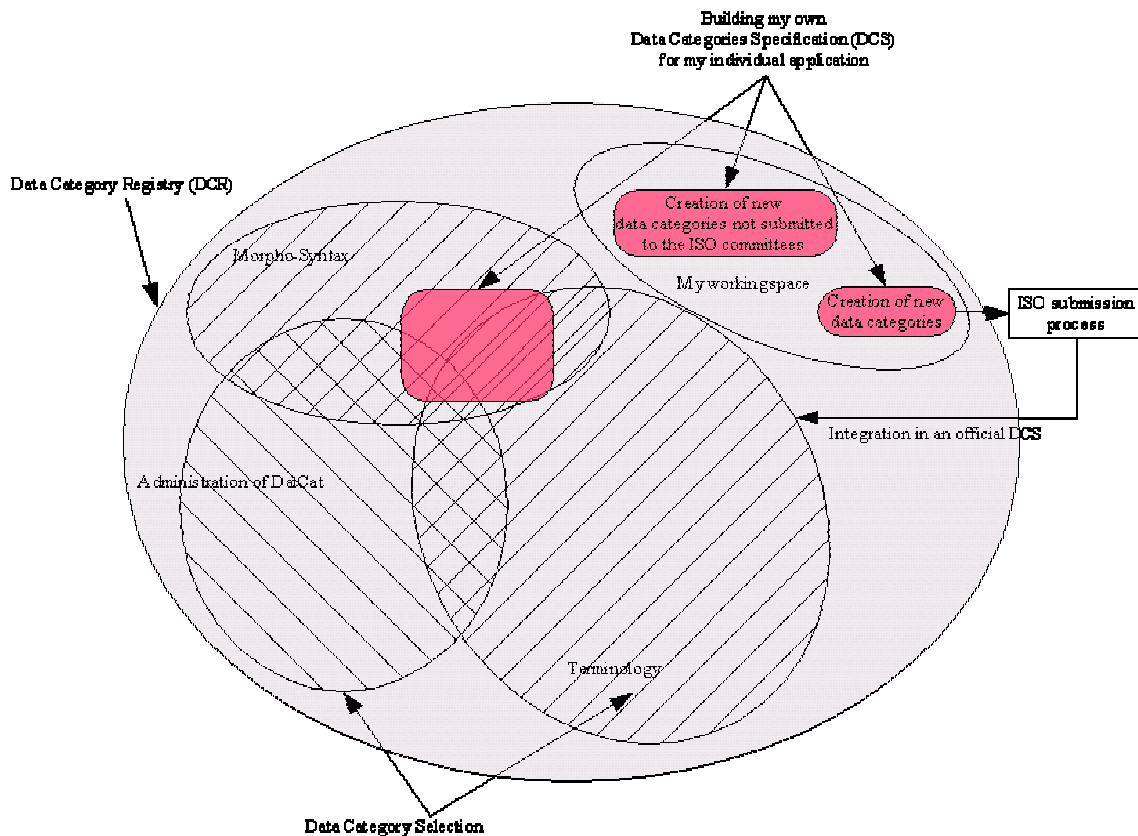 Building my own
Data Categories Specification (DCS)
for my individual application
Data Category Registry (DCR)
Creation of new
data categories not submitted
to the ISO committees
Morpho-Syntax
My workingspace
Creation of new
data categories
ISO submission
process
Integration in an official DCS
Administration of DatCat
Terminology
Data Category Selection